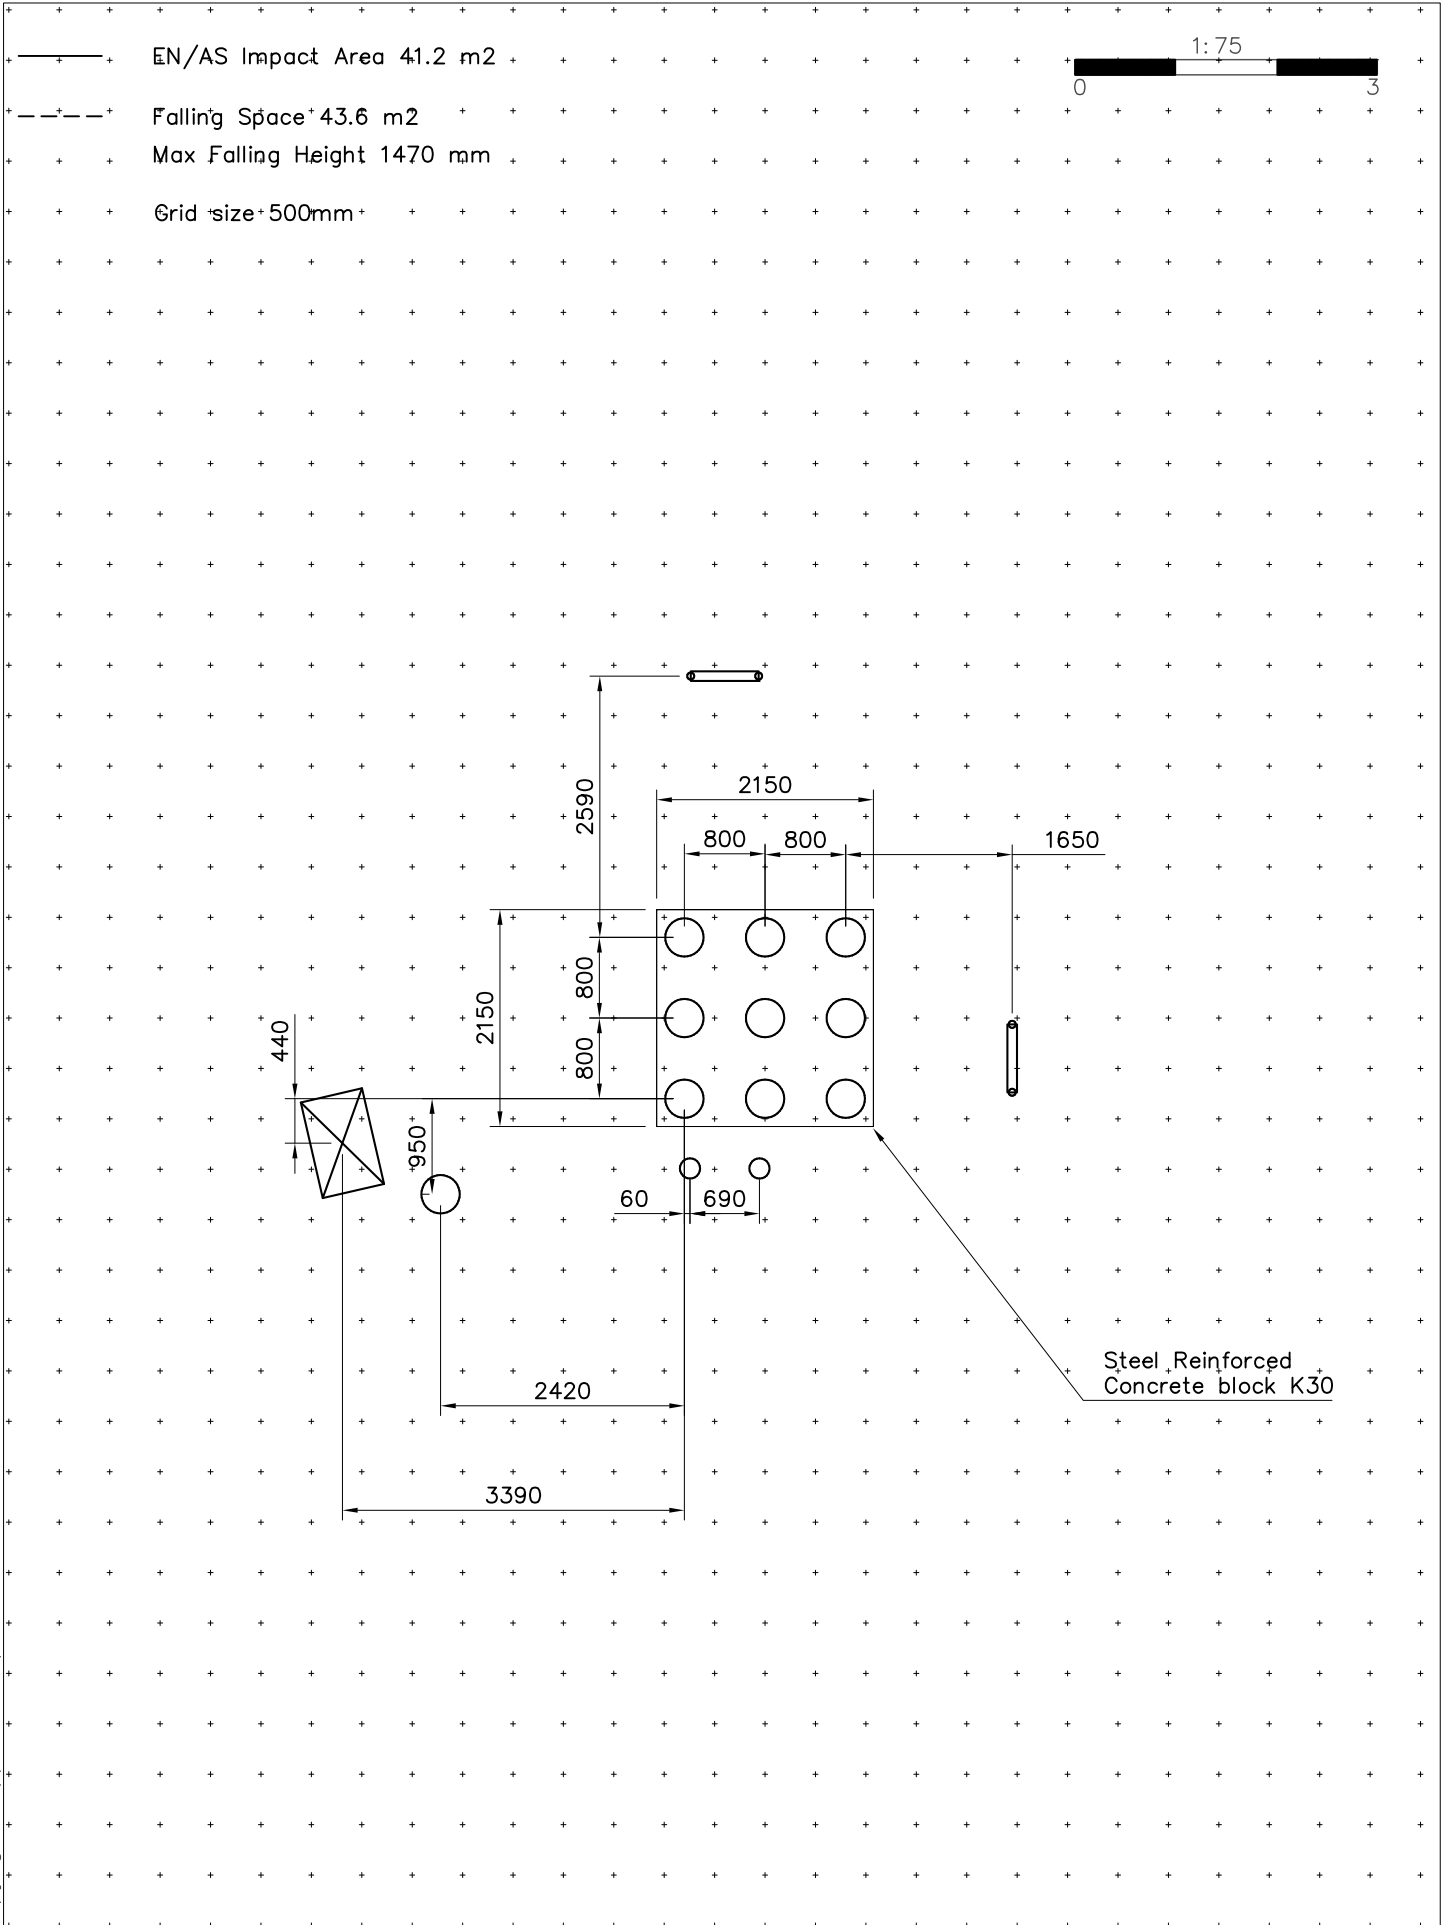 EN/AS Impact Area 41.2 m2
1:75
0 3
Falling Space 43.6 m2
Max Falling Height 1470 mm
Grid size 500mm
2590
2150
800 800 1650
800
2150
440
800
950
60 690
Steel Reinforced
Concrete block K30
2420
3390